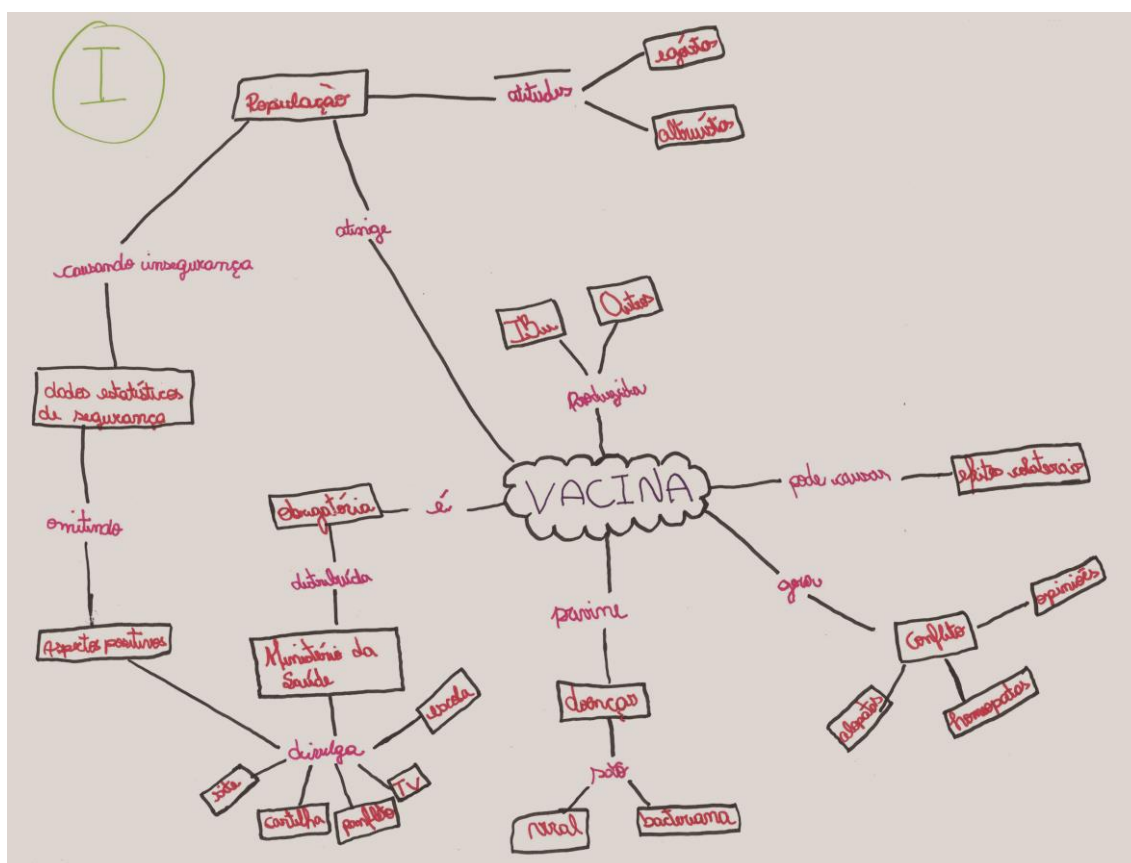 I
População
atitudes
egoístas
altruístas
atinge
causando insegurança
dados estatísticos
de segurança
omitindo
Aspectos positivos
IBu
Outros
Produzida
VACINA
é
obrigatória
distribuída
Ministério da
Saúde
divulga
site
cartilha
panfleto
TV
escola
previne
doenças
são
viral
bacteriana
pode causar
efeitos colaterais
gera
Conflito
opiniões
alopatas
homeopatas